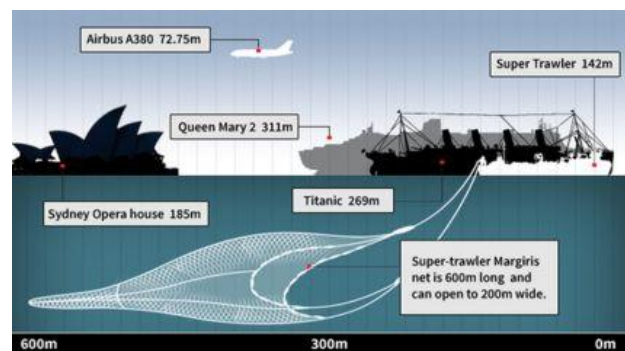 Airbus A380 72.75m
Super Trawler 142m
Queen Mary 2 311m
Titanic 269m
Sydney Opera house 185m
Super-trawler Margiris
net is 600m long and
can open to 200m wide.
600m 300m 0m